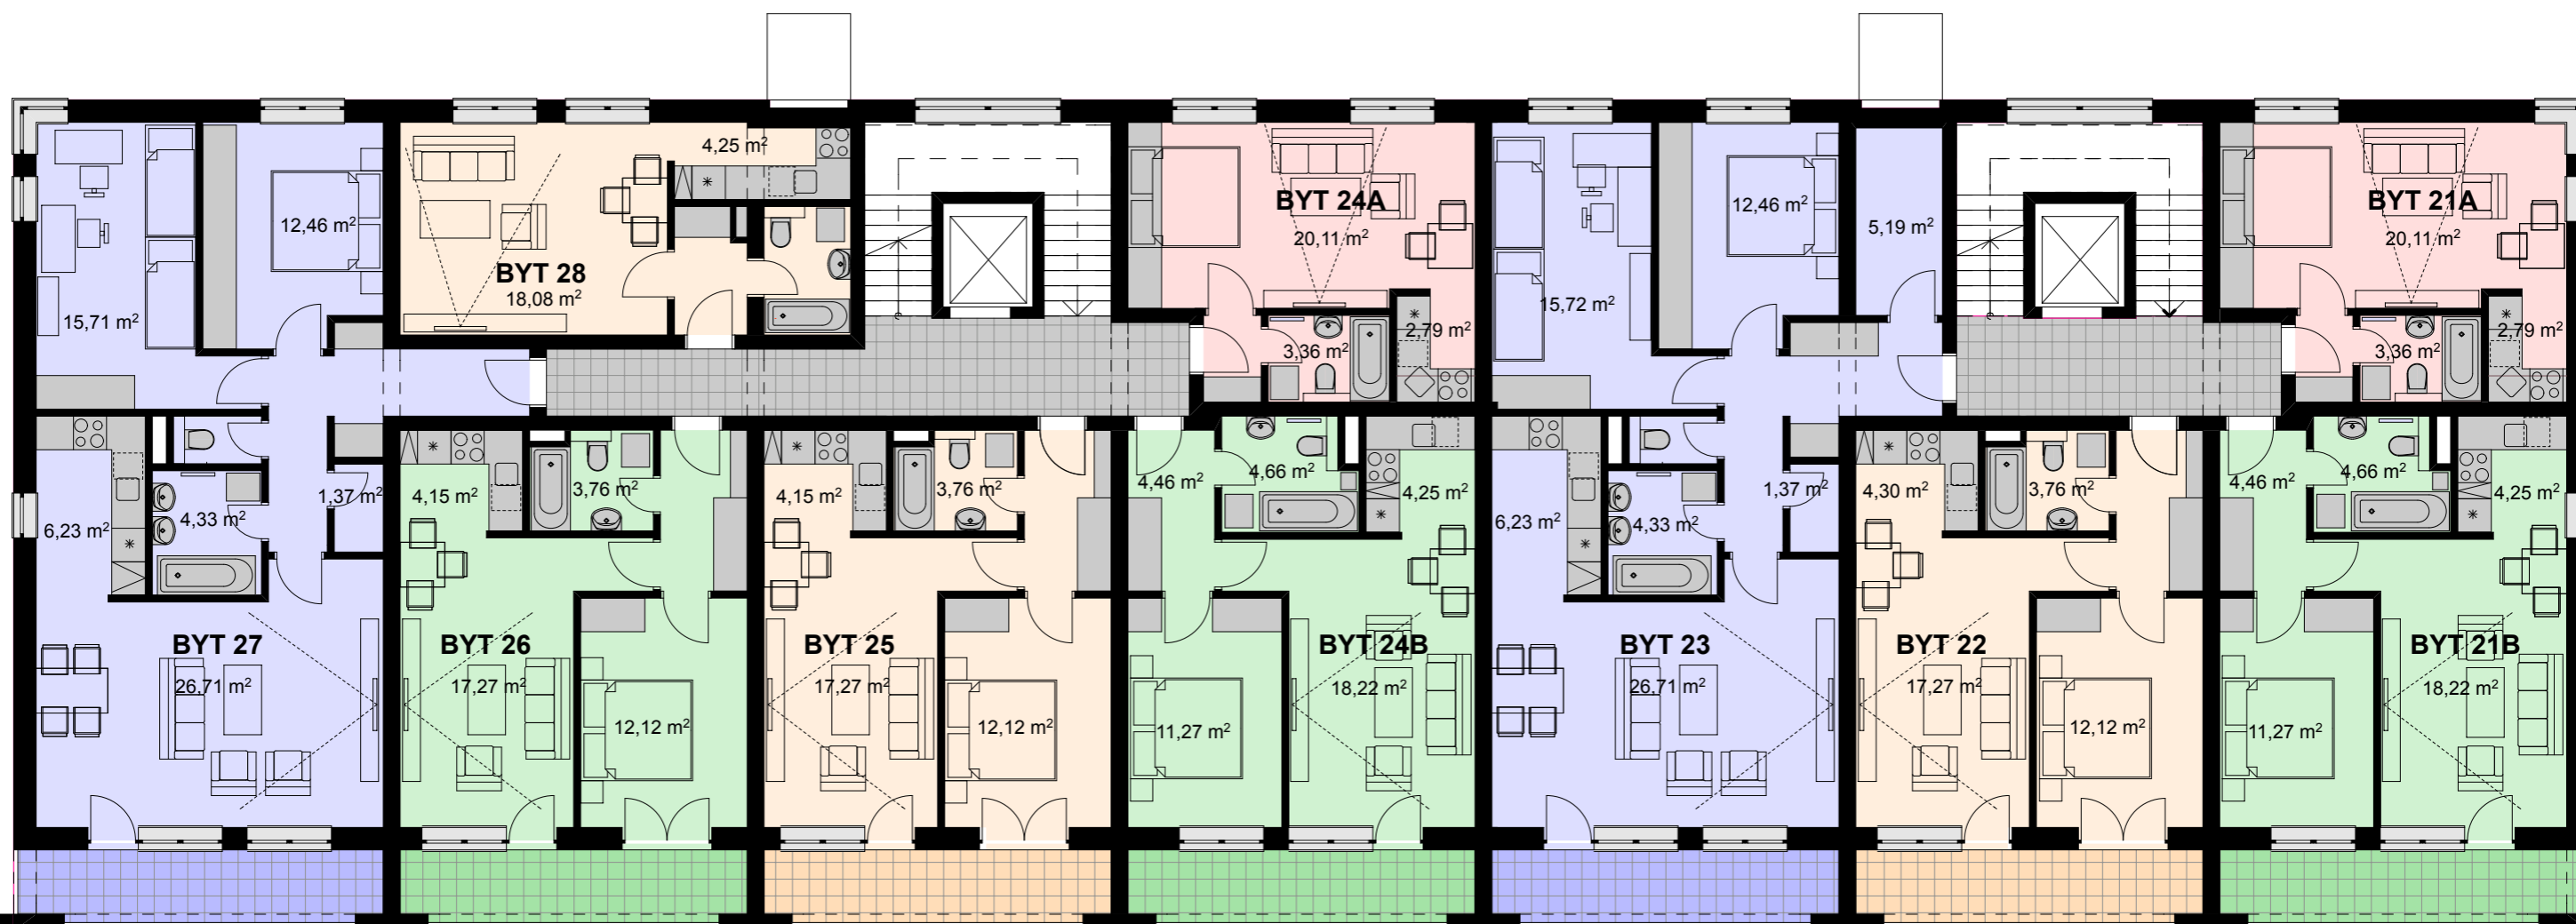 15,71 m²
12,46 m²
6,23 m²
4,33 m²
1,37 m²
BYT 27
26,71 m²
BYT 28
18,08 m²
4,25 m²
4,15 m²
3,76 m²
BYT 26
17,27 m²
12,12 m²
4,15 m²
3,76 m²
BYT 25
17,27 m²
12,12 m²
BYT 24A
20,11 m²
3,36 m²
2,79 m²
4,46 m²
4,66 m²
4,25 m²
BYT 24B
18,22 m²
11,27 m²
15,72 m²
12,46 m²
5,19 m²
6,23 m²
4,33 m²
1,37 m²
BYT 23
26,71 m²
4,30 m²
3,76 m²
BYT 22
17,27 m²
12,12 m²
BYT 21A
20,11 m²
3,36 m²
2,79 m²
4,46 m²
4,66 m²
4,25 m²
BYT 21B
18,22 m²
11,27 m²